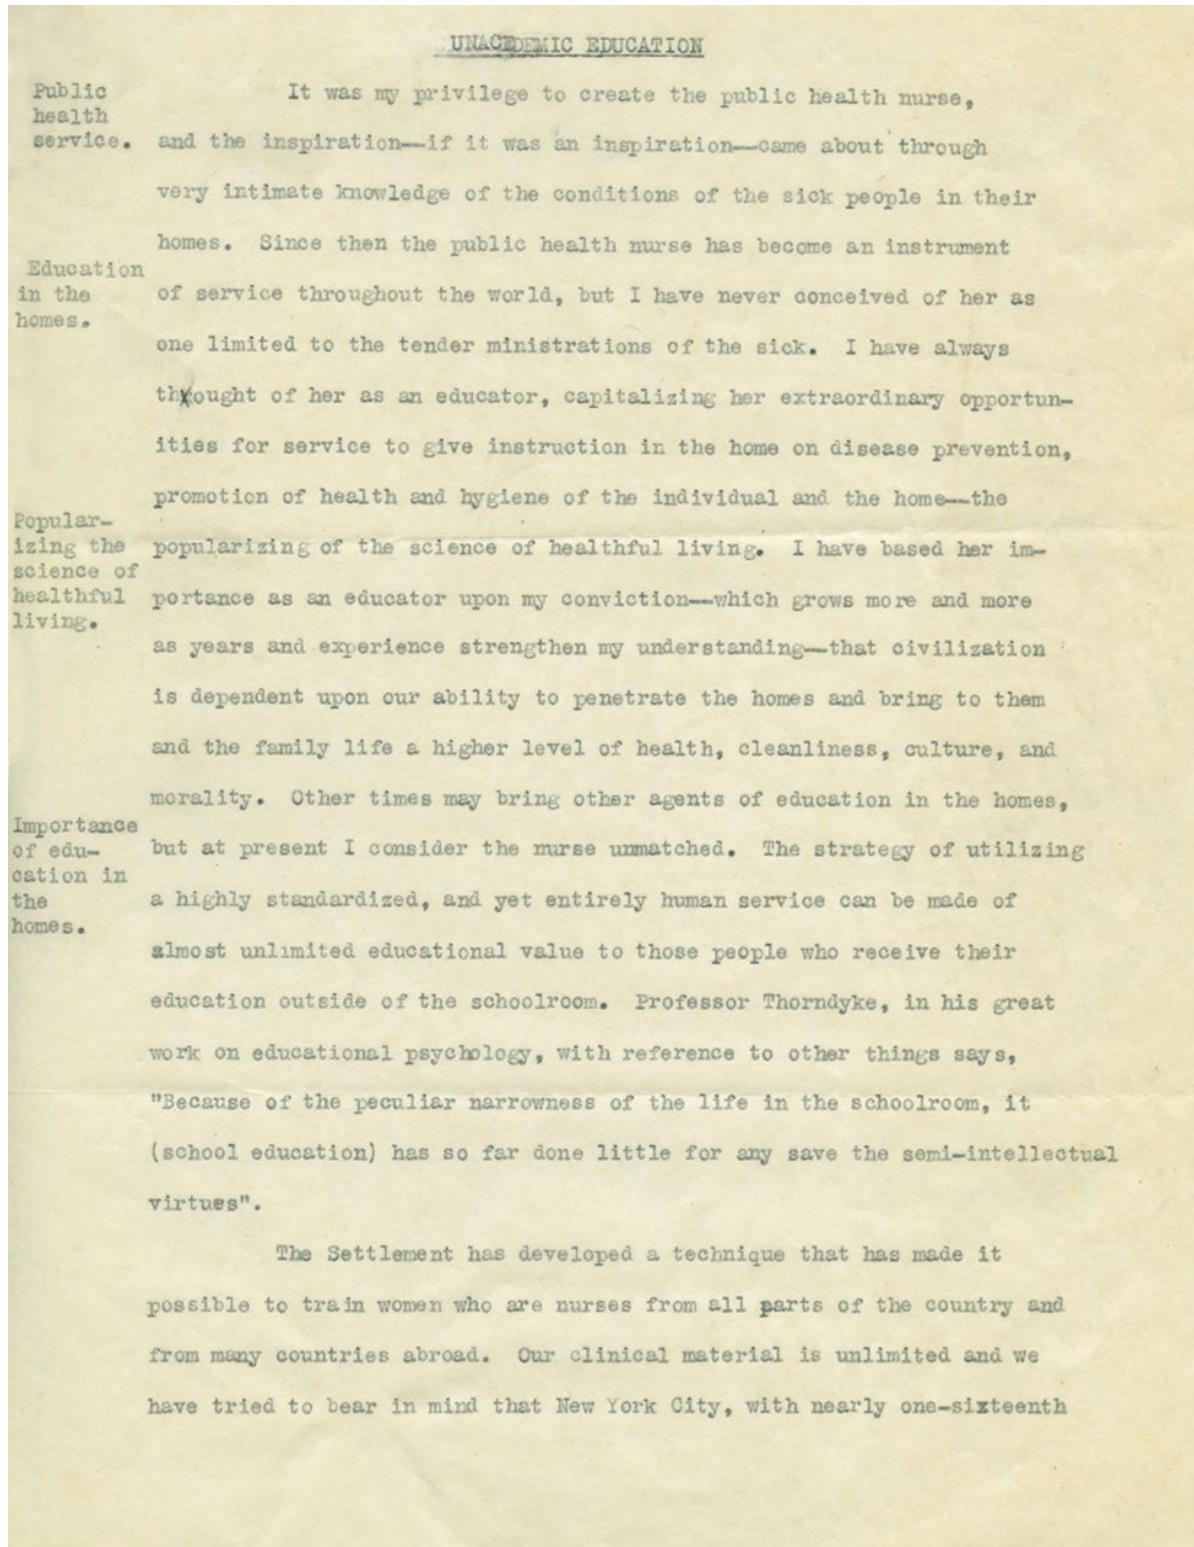 UNACEDEMIC EDUCATION
Public
health
service.
It was my privilege to create the public health nurse,
and the inspiration—if it was an inspiration—came about through
very intimate knowledge of the conditions of the sick people in their
homes. Since then the public health nurse has become an instrument
Education
in the
homes.
of service throughout the world, but I have never conceived of her as
one limited to the tender ministrations of the sick. I have always
thought of her as an educator, capitalizing her extraordinary opportun-
ities for service to give instruction in the home on disease prevention,
promotion of health and hygiene of the individual and the home—the
Popular-
izing the
science of
healthful
living.
popularizing of the science of healthful living. I have based her im-
portance as an educator upon my conviction—which grows more and more
as years and experience strengthen my understanding—that civilization
is dependent upon our ability to penetrate the homes and bring to them
and the family life a higher level of health, cleanliness, culture, and
morality. Other times may bring other agents of education in the homes,
Importance
of edu-
cation in
the
homes.
but at present I consider the nurse unmatched. The strategy of utilizing
a highly standardized, and yet entirely human service can be made of
almost unlimited educational value to those people who receive their
education outside of the schoolroom. Professor Thorndyke, in his great
work on educational psychology, with reference to other things says,
"Because of the peculiar narrowness of the life in the schoolroom, it
(school education) has so far done little for any save the semi-intellectual
virtues".
The Settlement has developed a technique that has made it
possible to train women who are nurses from all parts of the country and
from many countries abroad. Our clinical material is unlimited and we
have tried to bear in mind that New York City, with nearly one-sixteenth